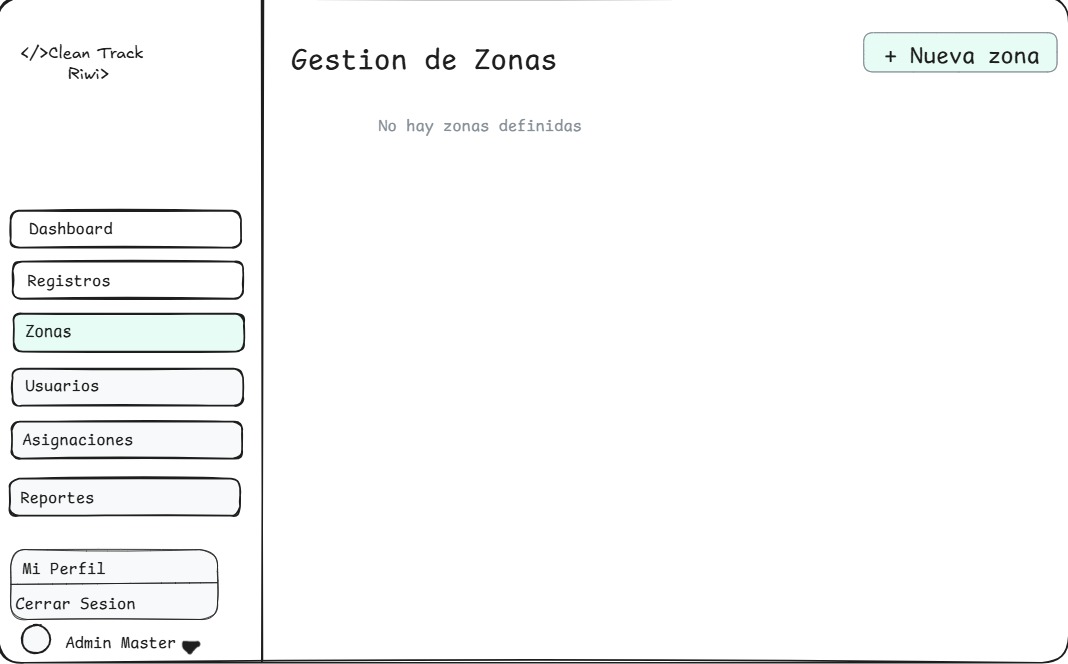 </>Clean Track
Riwi>
Dashboard
Registros
Zonas
Usuarios
Asignaciones
Reportes
Mi Perfil
Cerrar Sesion
Admin Master
Gestion de Zonas
+ Nueva zona
No hay zonas definidas